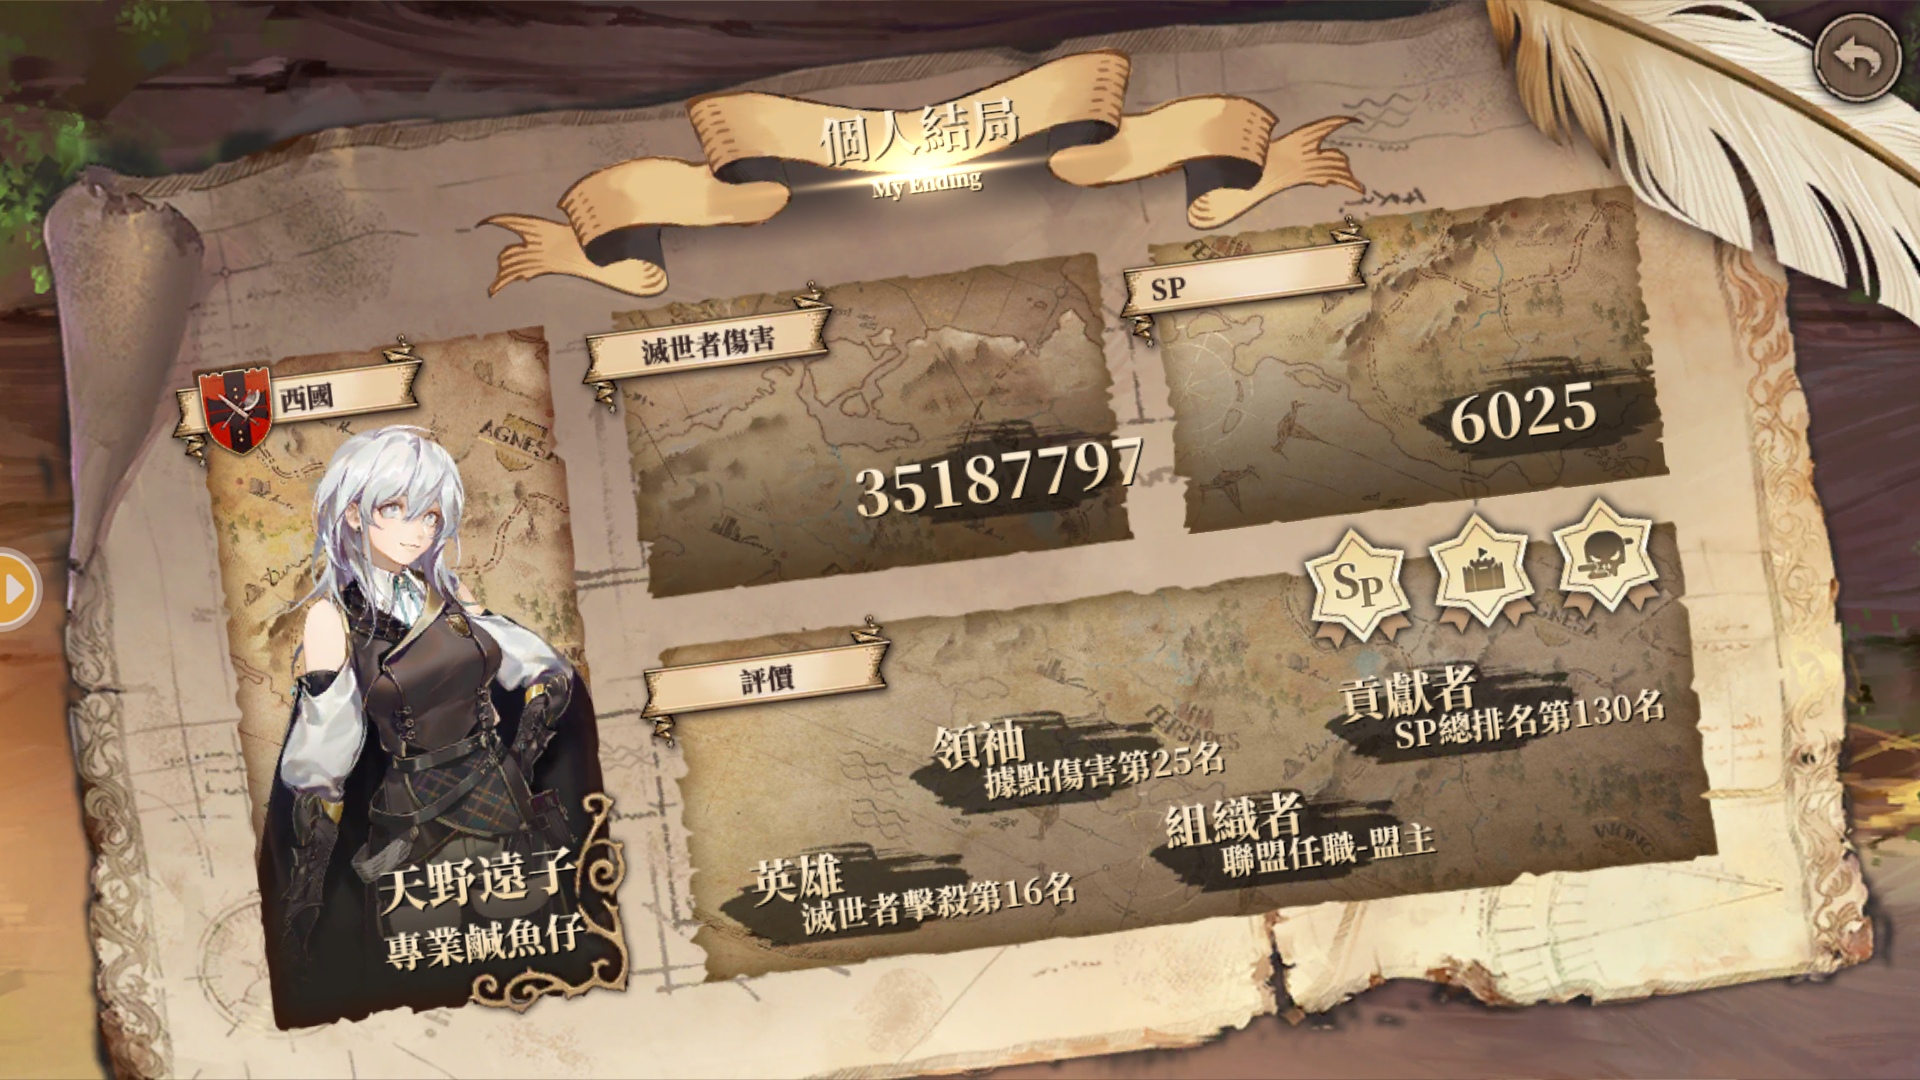 個人結局
My Ending
西國
AGNESA
天野遠子
專業鹹魚仔
滅世者傷害
35187797
SP
6025
評價
SP
領袖
據點傷害第25名
貢獻者
SP總排名第130名
英雄
滅世者擊殺第16名
組織者
聯盟任職-盟主